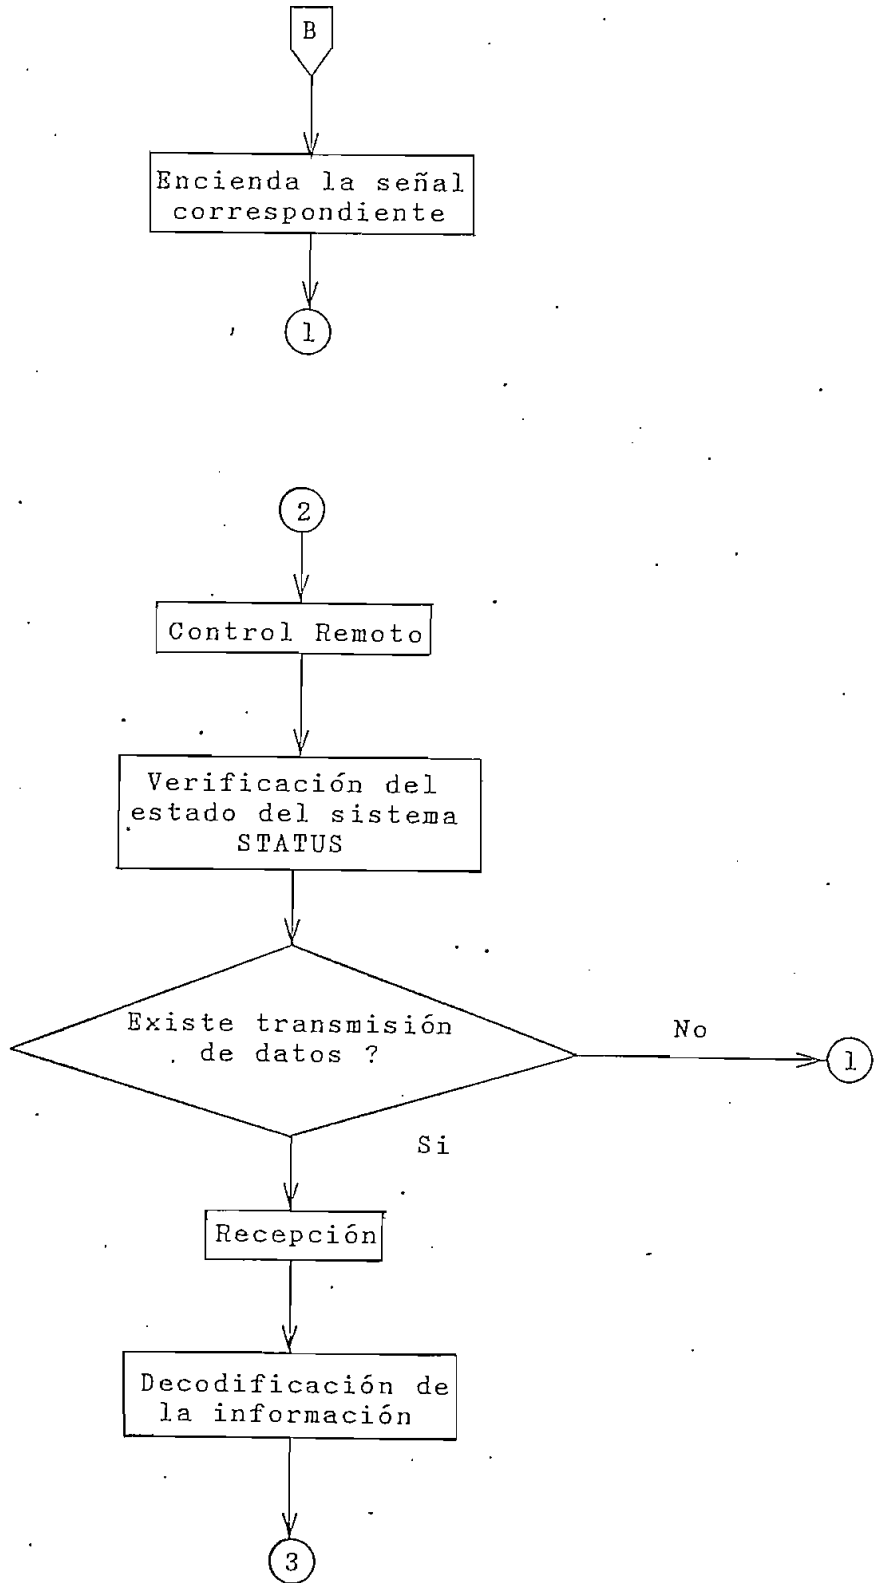 B
Encienda la señal
correspondiente
1
2
Control Remoto
Verificación del
estado del sistema
STATUS
Existe transmisión
de datos ?
No
1
Si
Recepción
Decodificación de
la información
3